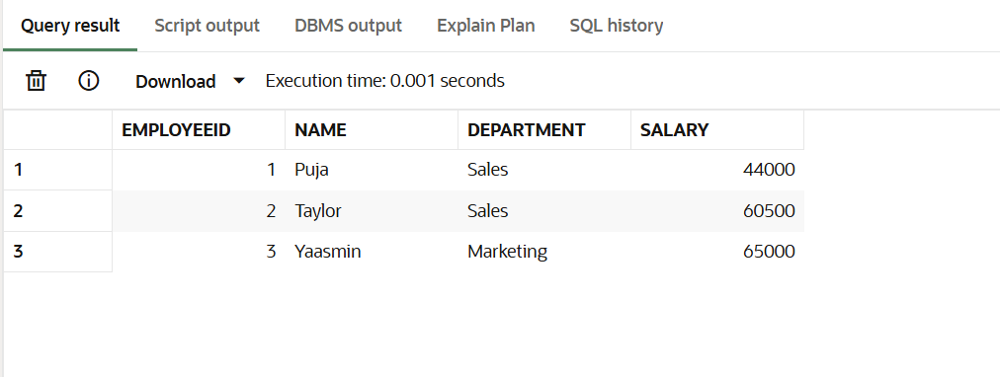 Query result Script output DBMS output Explain Plan SQL history
Download Execution time: 0.001 seconds
EMPLOYEEID NAME DEPARTMENT SALARY
1 1 Puja Sales 44000
2 2 Taylor Sales 60500
3 3 Yaasmin Marketing 65000